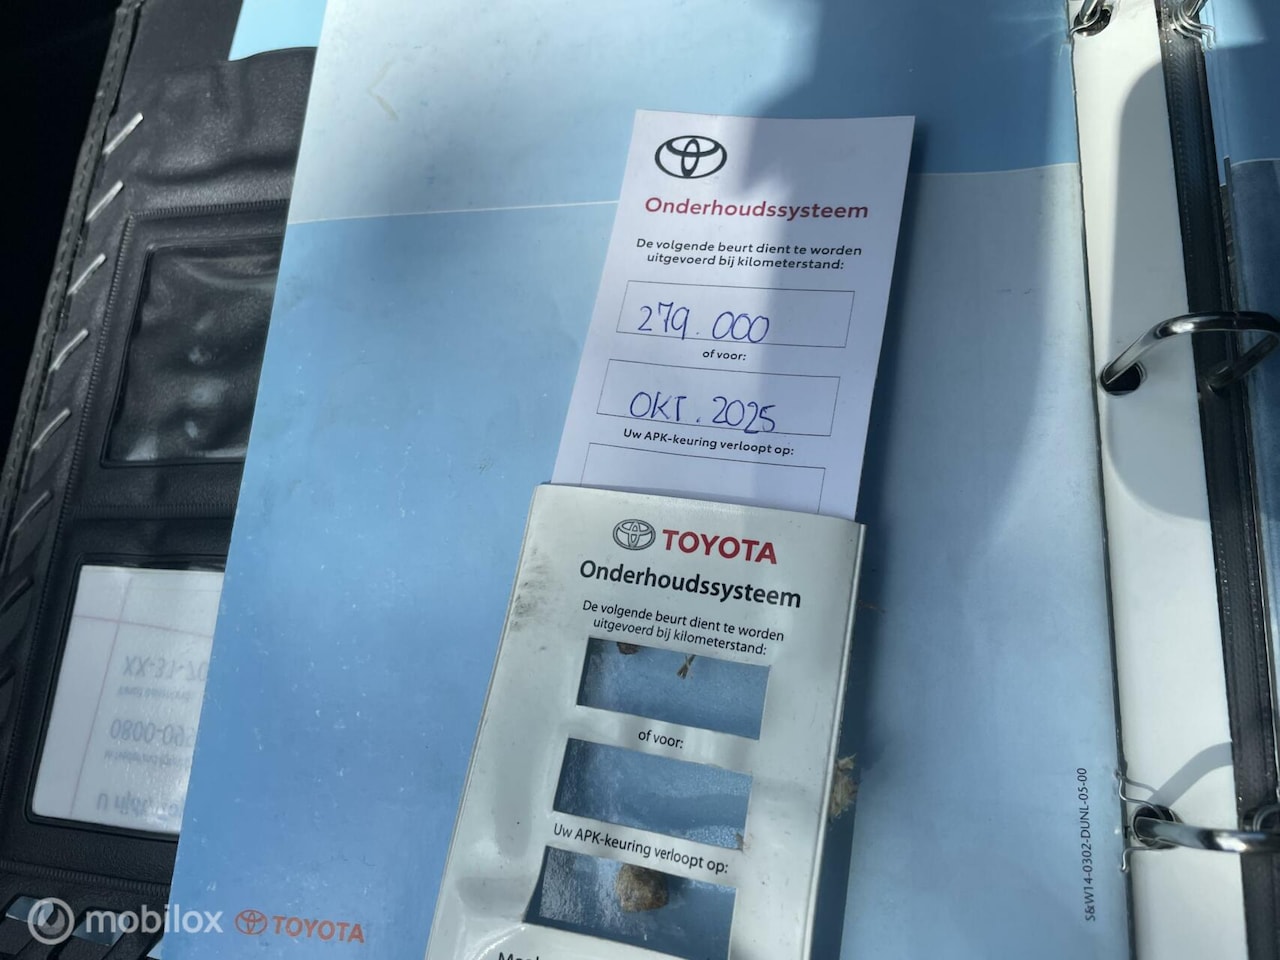 Onderhoudssysteem
De volgende beurt dient te worden
uitgevoerd bij kilometerstand:
279.000
of voor:
OKT. 2025
Uw APK-keuring verloopt op:
TOYOTA
Onderhoudssysteem
De volgende beurt dient te worden
uitgevoerd bij kilometerstand:
of voor:
Uw APK-keuring verloopt op:
S&W14-0302-DUNL-05-00
mobilox
TOYOTA